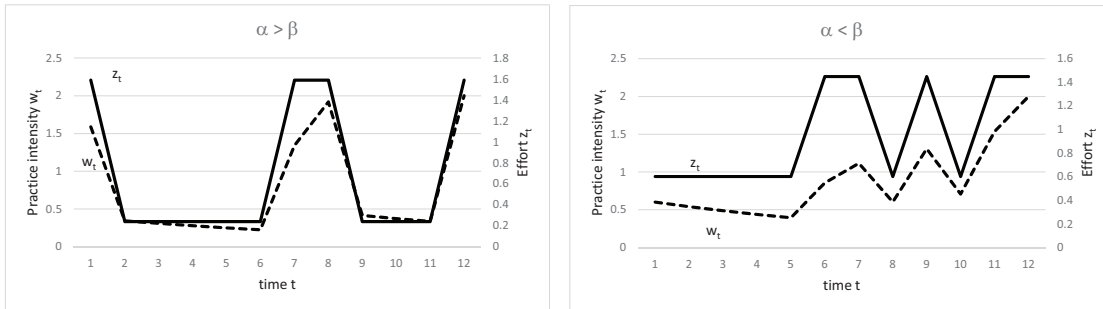 α > β
Practice intensity w_t
2.5
2
1.5
1
0.5
0
z_t
w_t
1.8
1.6
1.4
1.2
1
0.8
0.6
0.4
0.2
0
Effort z_t
1 2 3 4 5 6 7 8 9 10 11 12
time t
α < β
Practice intensity w_t
2.5
2
1.5
1
0.5
0
z_t
w_t
1.6
1.4
1.2
1
0.8
0.6
0.4
0.2
0
Effort z_t
1 2 3 4 5 6 7 8 9 10 11 12
time t